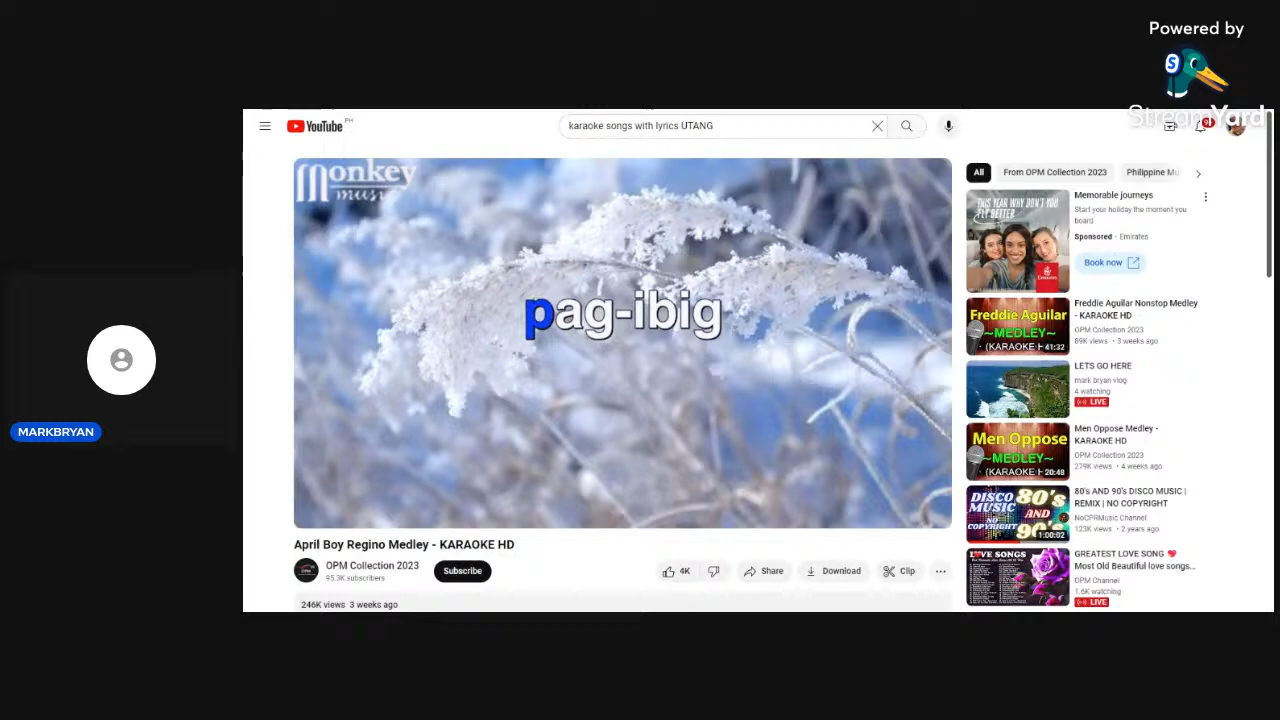 Powered by
StreamYard
YouTube PH
karaoke songs with lyrics UTANG
Monkey
music
pag-ibig
MARKBRYAN
April Boy Regino Medley - KARAOKE HD
OPM Collection 2023
95.3K subscribers
Subscribe
4K
Share
Download
Clip
246K views 3 weeks ago
All
From OPM Collection 2023
Philippine Mu
THIS YEAR WHY DON'T YOU
FLY BETTER
Memorable journeys
Start your holiday the moment you
board
Sponsored · Emirates
Book now
Freddie Aguilar
~MEDLEY~
(KARAOKE H
41:32
Freddie Aguilar Nonstop Medley
- KARAOKE HD
OPM Collection 2023
89K views · 3 weeks ago
LETS GO HERE
mark bryan vlog
4 watching
LIVE
Men Oppose
~MEDLEY~
(KARAOKE H
20:48
Men Oppose Medley -
KARAOKE HD
OPM Collection 2023
279K views · 4 weeks ago
DISCO
MUSIC
NO
COPYRIGHT
80's
AND
90's
1:00:02
80's AND 90's DISCO MUSIC |
REMIX | NO COPYRIGHT
NoCPRMusic Channel
123K views · 2 years ago
LOVE SONGS
GREATEST LOVE SONG 💖
Most Old Beautiful love songs...
OPM Channel
1.6K watching
LIVE